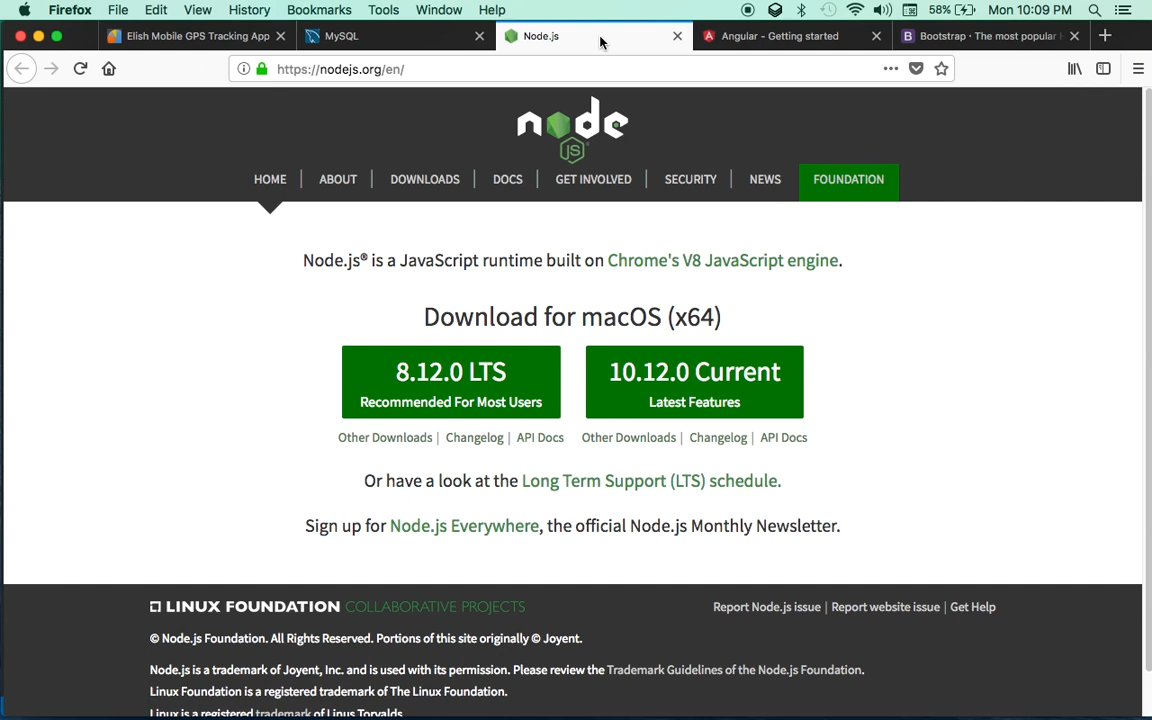 Firefox File Edit View History Bookmarks Tools Window Help 58% Mon 10:09 PM
Elish Mobile GPS Tracking App MySQL Node.js Angular - Getting started Bootstrap · The most popular
https://nodejs.org/en/
node
JS
HOME ABOUT DOWNLOADS DOCS GET INVOLVED SECURITY NEWS FOUNDATION
Node.js® is a JavaScript runtime built on Chrome's V8 JavaScript engine.
Download for macOS (x64)
8.12.0 LTS 10.12.0 Current
Recommended For Most Users Latest Features
Other Downloads | Changelog | API Docs Other Downloads | Changelog | API Docs
Or have a look at the Long Term Support (LTS) schedule.
Sign up for Node.js Everywhere, the official Node.js Monthly Newsletter.
LINUX FOUNDATION COLLABORATIVE PROJECTS Report Node.js issue | Report website issue | Get Help
© Node.js Foundation. All Rights Reserved. Portions of this site originally © Joyent.
Node.js is a trademark of Joyent, Inc. and is used with its permission. Please review the Trademark Guidelines of the Node.js Foundation.
Linux Foundation is a registered trademark of The Linux Foundation.
Linux is a registered trademark of Linus Torvalds.